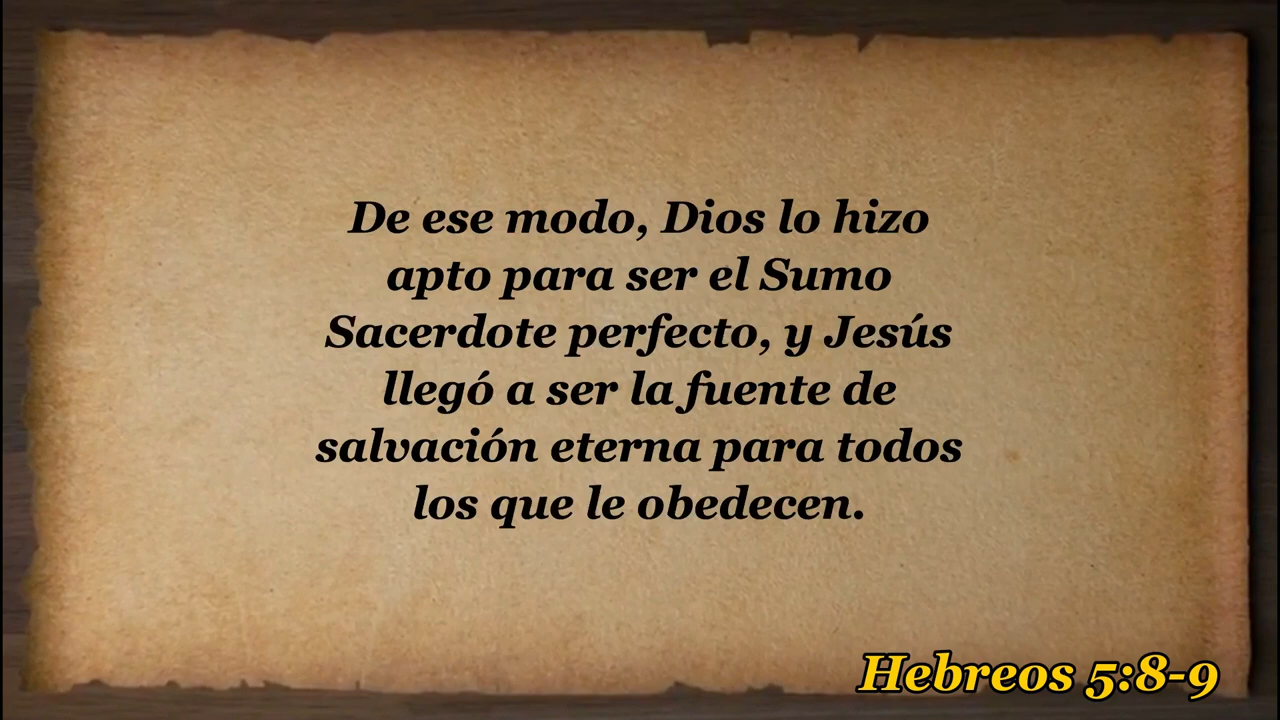 De ese modo, Dios lo hizo
apto para ser el Sumo
Sacerdote perfecto, y Jesús
llegó a ser la fuente de
salvación eterna para todos
los que le obedecen.
Hebreos 5:8-9